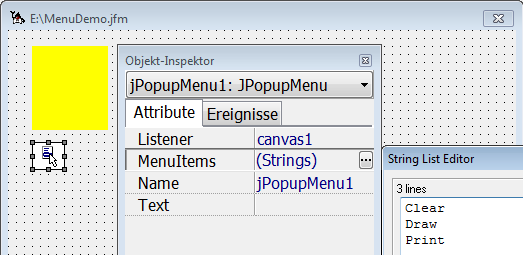 E:\MenuDemo.jfm
Objekt-Inspektor
jPopupMenu1: JPopupMenu
Attribute Ereignisse
Listener canvas1
MenuItems (Strings) ...
Name jPopupMenu1
Text
String List Editor
3 lines
Clear
Draw
Print